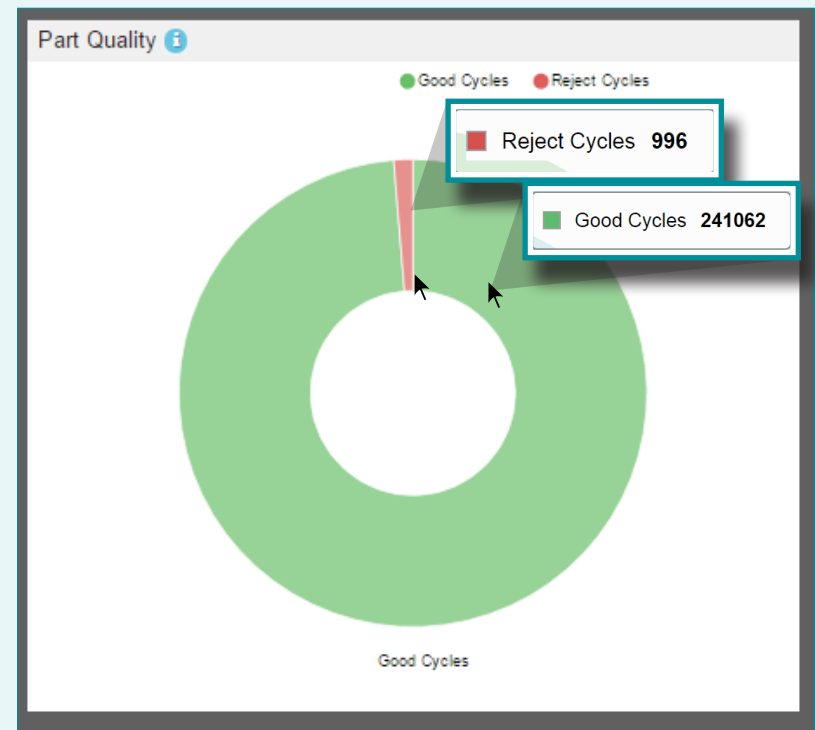 Part Quality i
Good Cycles Reject Cycles
Reject Cycles 996
Good Cycles 241062
Good Cycles